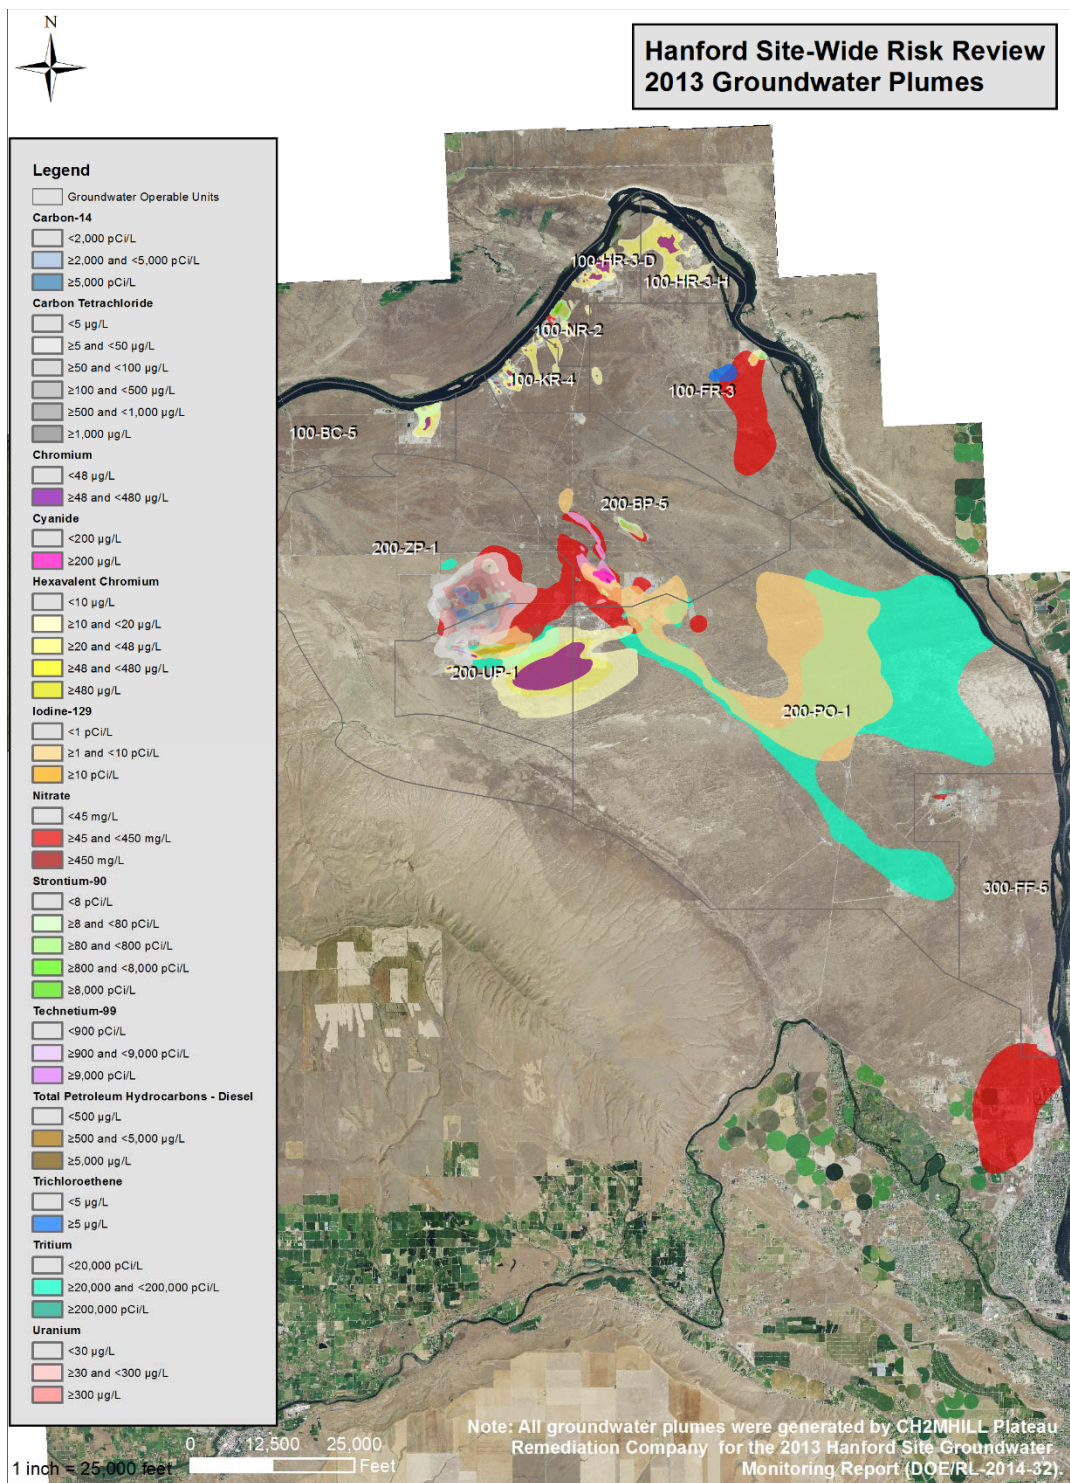 N
Hanford Site-Wide Risk Review
2013 Groundwater Plumes
Legend
Groundwater Operable Units
Carbon-14
<2,000 pCi/L
≥2,000 and <5,000 pCi/L
≥5,000 pCi/L
Carbon Tetrachloride
<5 µg/L
≥5 and <50 µg/L
≥50 and <100 µg/L
≥100 and <500 µg/L
≥500 and <1,000 µg/L
≥1,000 µg/L
Chromium
<48 µg/L
≥48 and <480 µg/L
Cyanide
<200 µg/L
≥200 µg/L
Hexavalent Chromium
<10 µg/L
≥10 and <20 µg/L
≥20 and <48 µg/L
≥48 and <480 µg/L
≥480 µg/L
Iodine-129
<1 pCi/L
≥1 and <10 pCi/L
≥10 pCi/L
Nitrate
<45 mg/L
≥45 and <450 mg/L
≥450 mg/L
Strontium-90
<8 pCi/L
≥8 and <80 pCi/L
≥80 and <800 pCi/L
≥800 and <8,000 pCi/L
≥8,000 pCi/L
Technetium-99
<900 pCi/L
≥900 and <9,000 pCi/L
≥9,000 pCi/L
Total Petroleum Hydrocarbons - Diesel
<500 µg/L
≥500 and <5,000 µg/L
≥5,000 µg/L
Trichloroethene
<5 µg/L
≥5 µg/L
Tritium
<20,000 pCi/L
≥20,000 and <200,000 pCi/L
≥200,000 pCi/L
Uranium
<30 µg/L
≥30 and <300 µg/L
≥300 µg/L
100-HR-3-D
100-HR-3-H
100-NR-2
100-KR-4
100-FR-3
100-BC-5
200-BP-5
200-ZP-1
200-UP-1
200-PO-1
300-FF-5
Note: All groundwater plumes were generated by CH2MHILL Plateau
Remediation Company for the 2013 Hanford Site Groundwater
Monitoring Report (DOE/RL-2014-32).
0 12,500 25,000
Feet
1 inch = 25,000 feet